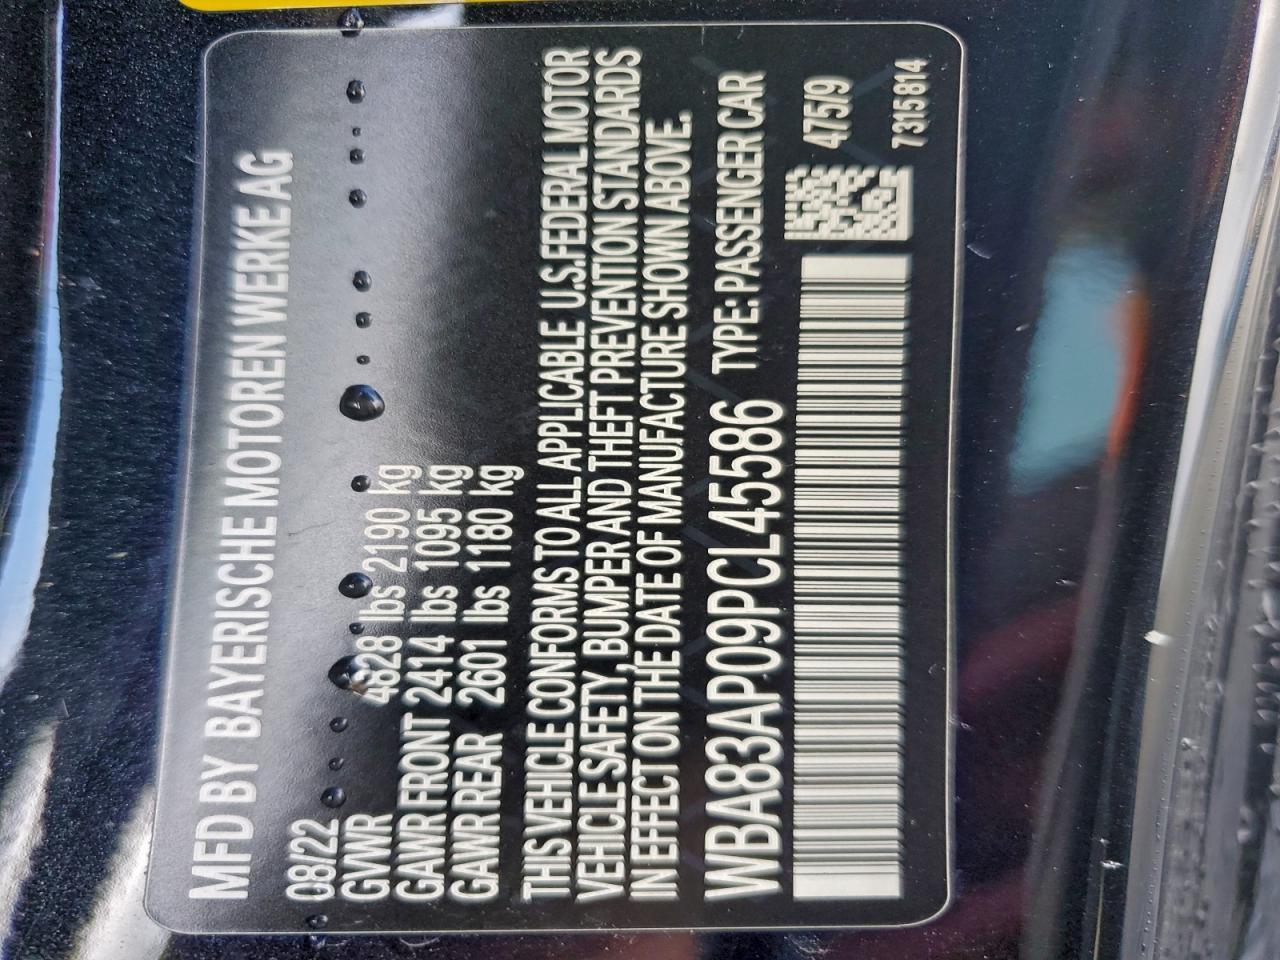 MFD BY BAYERISCHE MOTOREN WERKE AG
08/22
GVWR 4828 lbs 2190 kg
GAWR FRONT 2414 lbs 1095 kg
GAWR REAR 2601 lbs 1180 kg
THIS VEHICLE CONFORMS TO ALL APPLICABLE U.S.FEDERAL MOTOR
VEHICLE SAFETY, BUMPER AND THEFT PREVENTION STANDARDS
IN EFFECT ON THE DATE OF MANUFACTURE SHOWN ABOVE.
WBA83AP09PCL45586 TYPE: PASSENGER CAR
475/9
7315814